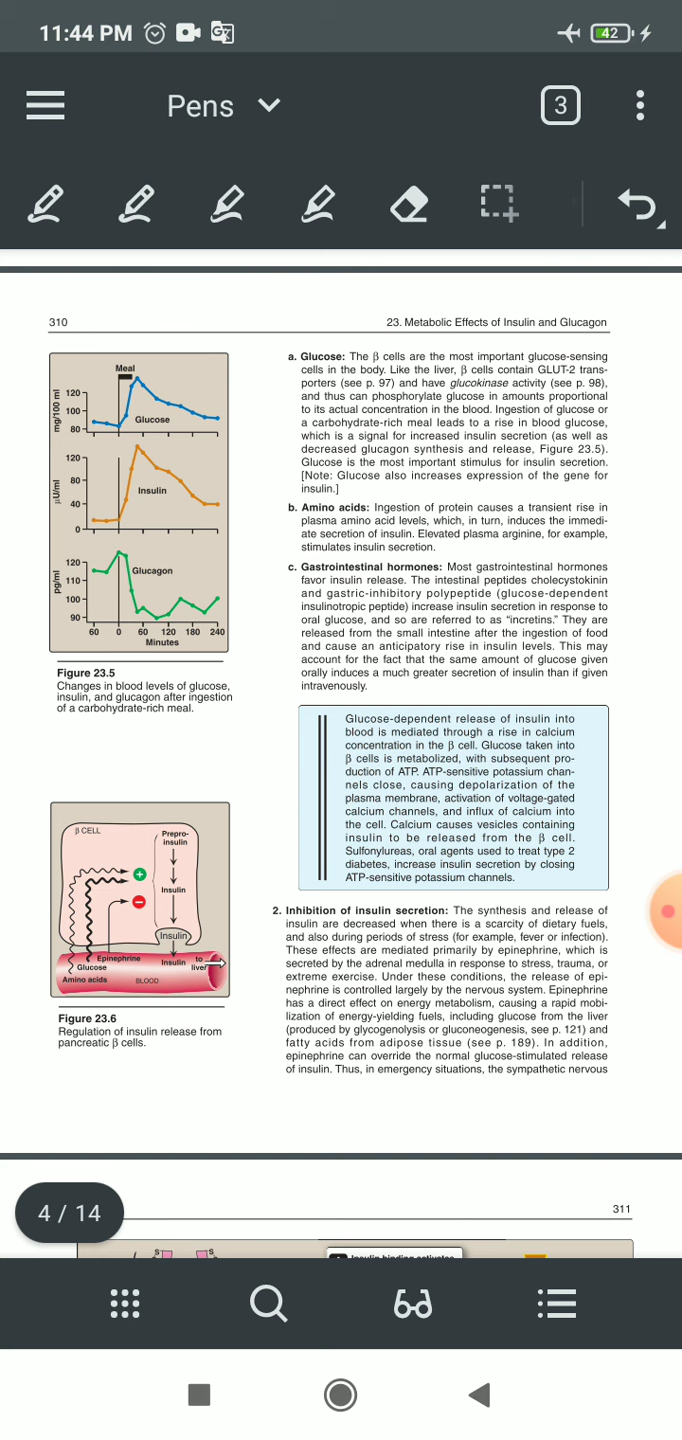 11:44 PM
42
Pens
3
310
23. Metabolic Effects of Insulin and Glucagon
Meal
mg/100 ml
120
100
80
Glucose
μU/ml
120
80
40
0
Insulin
pg/ml
120
110
100
90
Glucagon
60 0 60 120 180 240
Minutes
Figure 23.5
Changes in blood levels of glucose,
insulin, and glucagon after ingestion
of a carbohydrate-rich meal.
β CELL
Prepro-
insulin
Insulin
Insulin
Epinephrine
Glucose
Amino acids
BLOOD
Insulin
to
liver
Figure 23.6
Regulation of insulin release from
pancreatic β cells.
a. Glucose: The β cells are the most important glucose-sensing
cells in the body. Like the liver, β cells contain GLUT-2 trans-
porters (see p. 97) and have glucokinase activity (see p. 98),
and thus can phosphorylate glucose in amounts proportional
to its actual concentration in the blood. Ingestion of glucose or
a carbohydrate-rich meal leads to a rise in blood glucose,
which is a signal for increased insulin secretion (as well as
decreased glucagon synthesis and release, Figure 23.5).
Glucose is the most important stimulus for insulin secretion.
[Note: Glucose also increases expression of the gene for
insulin.]
b. Amino acids: Ingestion of protein causes a transient rise in
plasma amino acid levels, which, in turn, induces the immedi-
ate secretion of insulin. Elevated plasma arginine, for example,
stimulates insulin secretion.
c. Gastrointestinal hormones: Most gastrointestinal hormones
favor insulin release. The intestinal peptides cholecystokinin
and gastric-inhibitory polypeptide (glucose-dependent
insulinotropic peptide) increase insulin secretion in response to
oral glucose, and so are referred to as “incretins.” They are
released from the small intestine after the ingestion of food
and cause an anticipatory rise in insulin levels. This may
account for the fact that the same amount of glucose given
orally induces a much greater secretion of insulin than if given
intravenously.
Glucose-dependent release of insulin into
blood is mediated through a rise in calcium
concentration in the β cell. Glucose taken into
β cells is metabolized, with subsequent pro-
duction of ATP. ATP-sensitive potassium chan-
nels close, causing depolarization of the
plasma membrane, activation of voltage-gated
calcium channels, and influx of calcium into
the cell. Calcium causes vesicles containing
insulin to be released from the β cell.
Sulfonylureas, oral agents used to treat type 2
diabetes, increase insulin secretion by closing
ATP-sensitive potassium channels.
2. Inhibition of insulin secretion: The synthesis and release of
insulin are decreased when there is a scarcity of dietary fuels,
and also during periods of stress (for example, fever or infection).
These effects are mediated primarily by epinephrine, which is
secreted by the adrenal medulla in response to stress, trauma, or
extreme exercise. Under these conditions, the release of epi-
nephrine is controlled largely by the nervous system. Epinephrine
has a direct effect on energy metabolism, causing a rapid mobi-
lization of energy-yielding fuels, including glucose from the liver
(produced by glycogenolysis or gluconeogenesis, see p. 121) and
fatty acids from adipose tissue (see p. 189). In addition,
epinephrine can override the normal glucose-stimulated release
of insulin. Thus, in emergency situations, the sympathetic nervous
4 / 14
311
S S
Insulin binding activates